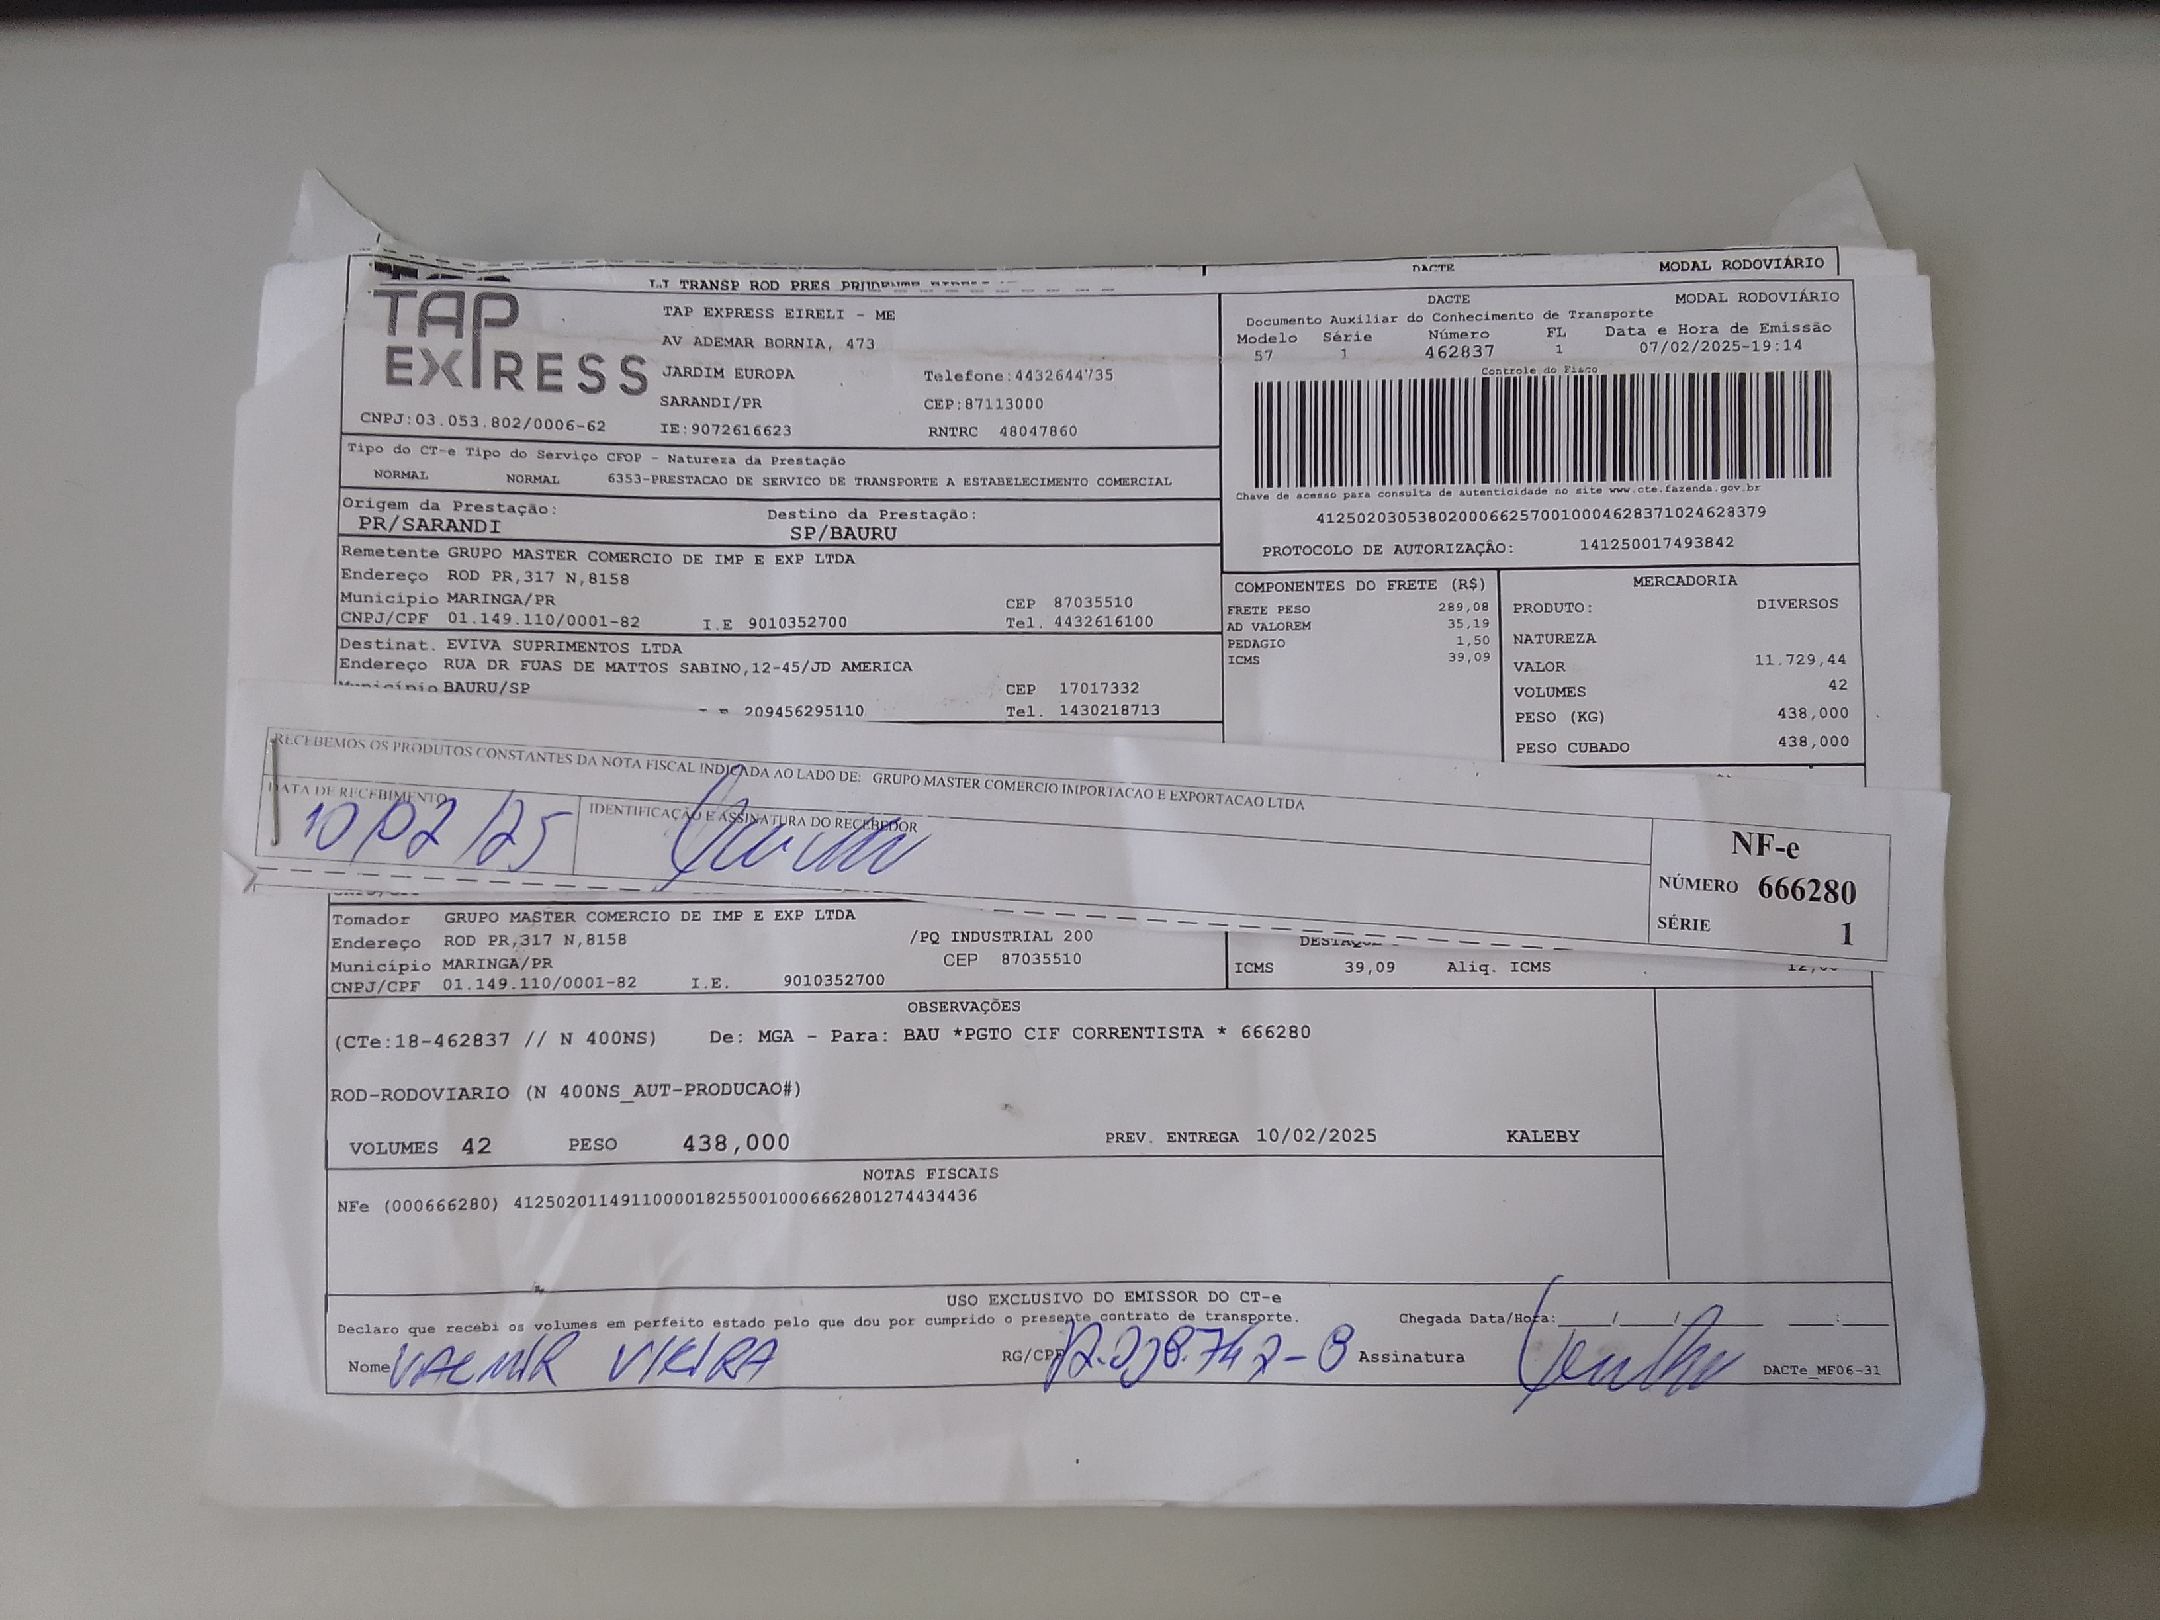 DACTE MODAL RODOVIÁRIO
TRANSP ROD PRES
TAP EXPRESS
TAP EXPRESS EIRELI - ME
AV ADEMAR BORNIA, 473
JARDIM EUROPA Telefone:4432644735
SARANDI/PR CEP:87113000
CNPJ:03.053.802/0006-62 IE:9072616623 RNTRC 48047860
DACTE MODAL RODOVIÁRIO
Documento Auxiliar do Conhecimento de Transporte
Modelo Série Número FL Data e Hora de Emissão
57 1 462837 1 07/02/2025-19:14
Controle do Fisco
Chave de acesso para consulta de autenticidade no site www.cte.fazenda.gov.br
41250203053802000662570010004628371024628379
PROTOCOLO DE AUTORIZAÇÃO: 141250017493842
Tipo do CT-e Tipo do Serviço CFOP - Natureza da Prestação
NORMAL NORMAL 6353-PRESTACAO DE SERVICO DE TRANSPORTE A ESTABELECIMENTO COMERCIAL
Origem da Prestação: Destino da Prestação:
PR/SARANDI SP/BAURU
Remetente GRUPO MASTER COMERCIO DE IMP E EXP LTDA
Endereço ROD PR,317 N,8158
Município MARINGA/PR CEP 87035510
CNPJ/CPF 01.149.110/0001-82 I.E 9010352700 Tel. 4432616100
Destinat. EVIVA SUPRIMENTOS LTDA
Endereço RUA DR FUAS DE MATTOS SABINO,12-45/JD AMERICA
Município BAURU/SP CEP 17017332
209456295110 Tel. 1430218713
COMPONENTES DO FRETE (R$)
FRETE PESO 289,08
AD VALOREM 35,19
PEDAGIO 1,50
ICMS 39,09
MERCADORIA
PRODUTO: DIVERSOS
NATUREZA
VALOR 11.729,44
VOLUMES 42
PESO (KG) 438,000
PESO CUBADO 438,000
RECEBEMOS OS PRODUTOS CONSTANTES DA NOTA FISCAL INDICADA AO LADO DE: GRUPO MASTER COMERCIO IMPORTACAO E EXPORTACAO LTDA
DATA DE RECEBIMENTO IDENTIFICAÇÃO E ASSINATURA DO RECEBEDOR
10/02/25
NF-e
NÚMERO 666280
SÉRIE 1
Tomador GRUPO MASTER COMERCIO DE IMP E EXP LTDA
Endereço ROD PR,317 N,8158 /PQ INDUSTRIAL 200
Município MARINGA/PR CEP 87035510
CNPJ/CPF 01.149.110/0001-82 I.E. 9010352700
ICMS 39,09 Aliq. ICMS
OBSERVAÇÕES
(CTe:18-462837 // N 400NS) De: MGA - Para: BAU *PGTO CIF CORRENTISTA * 666280
ROD-RODOVIARIO (N 400NS_AUT-PRODUCAO#)
VOLUMES 42 PESO 438,000 PREV. ENTREGA 10/02/2025 KALEBY
NOTAS FISCAIS
NFe (000666280) 41250201149110000182550010006662801274434436
USO EXCLUSIVO DO EMISSOR DO CT-e
Declaro que recebi os volumes em perfeito estado pelo que dou por cumprido o presente contrato de transporte. Chegada Data/Hora: ____/____/____ ___:___
Nome VALMIR VIEIRA RG/CPF Assinatura DACTe_MF06-31